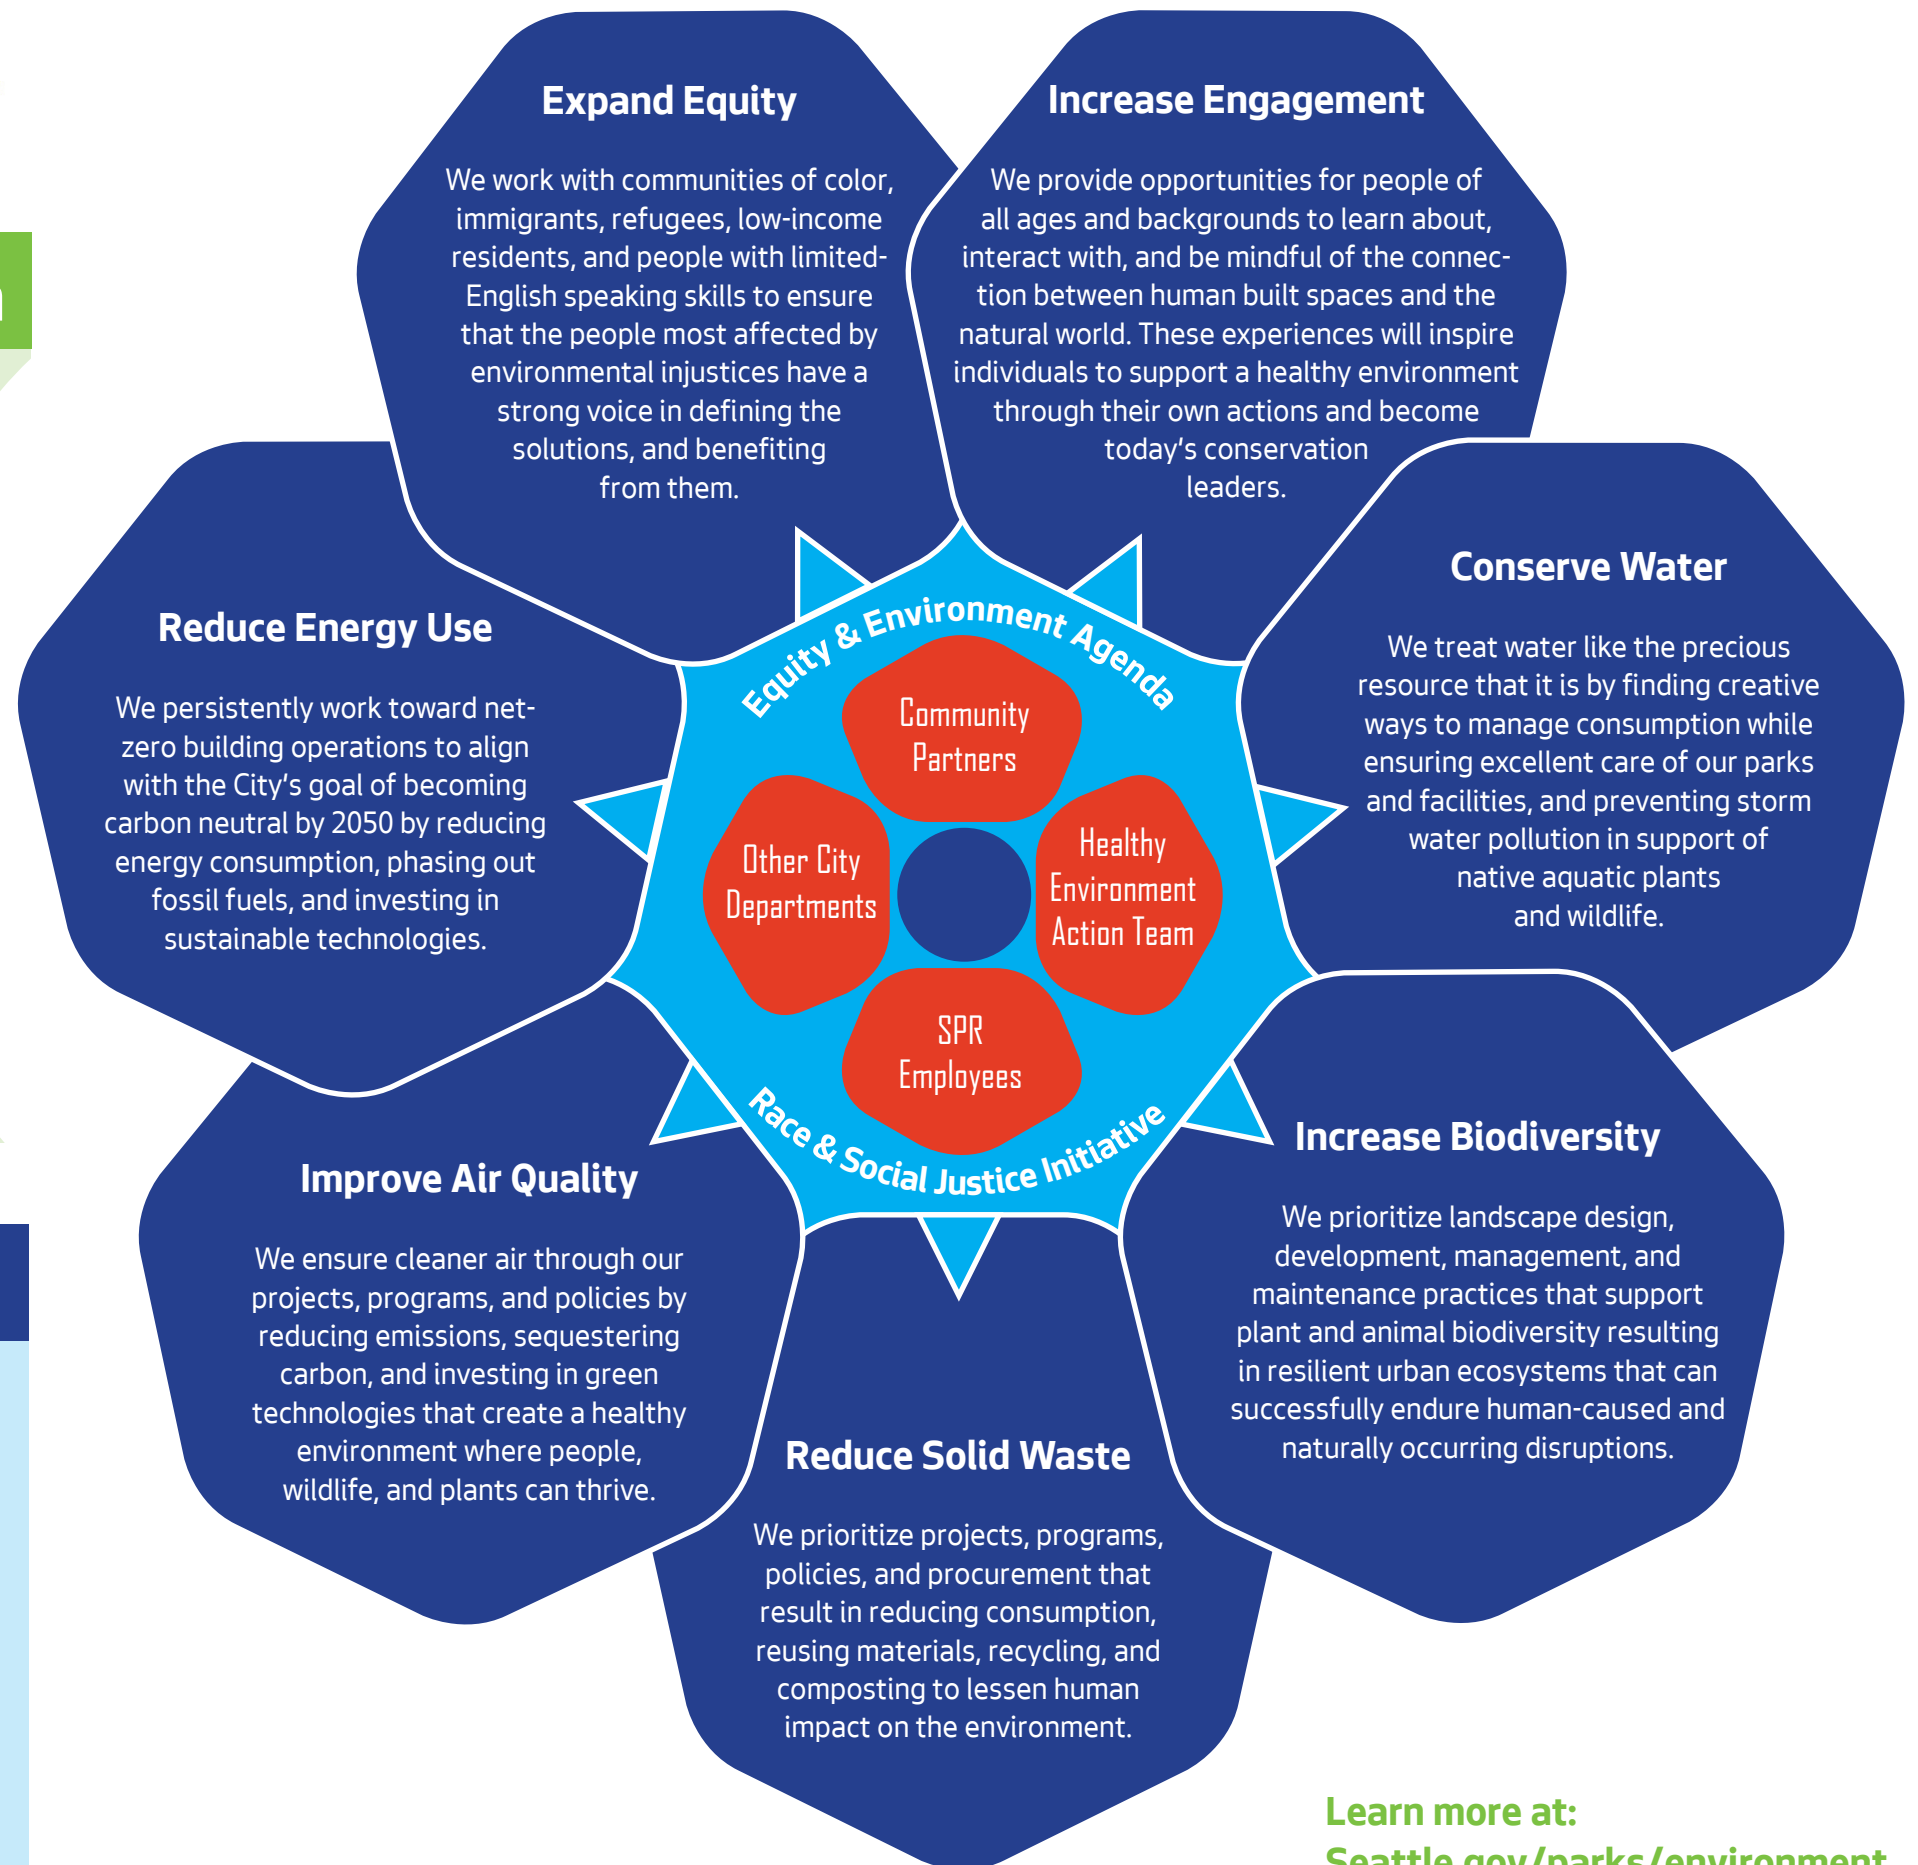 Expand Equity
We work with communities of color,
immigrants, refugees, low-income
residents, and people with limited-
English speaking skills to ensure
that the people most affected by
environmental injustices have a
strong voice in defining the
solutions, and benefiting
from them.
Increase Engagement
We provide opportunities for people of
all ages and backgrounds to learn about,
interact with, and be mindful of the connec-
tion between human built spaces and the
natural world. These experiences will inspire
individuals to support a healthy environment
through their own actions and become
today's conservation
leaders.
Conserve Water
We treat water like the precious
resource that it is by finding creative
ways to manage consumption while
ensuring excellent care of our parks
and facilities, and preventing storm
water pollution in support of
native aquatic plants
and wildlife.
Reduce Energy Use
We persistently work toward net-
zero building operations to align
with the City's goal of becoming
carbon neutral by 2050 by reducing
energy consumption, phasing out
fossil fuels, and investing in
sustainable technologies.
Equity & Environment Agenda
Community
Partners
Other City
Departments
Healthy
Environment
Action Team
SPR
Employees
Race & Social Justice Initiative
Increase Biodiversity
We prioritize landscape design,
development, management, and
maintenance practices that support
plant and animal biodiversity resulting
in resilient urban ecosystems that can
successfully endure human-caused and
naturally occurring disruptions.
Improve Air Quality
We ensure cleaner air through our
projects, programs, and policies by
reducing emissions, sequestering
carbon, and investing in green
technologies that create a healthy
environment where people,
wildlife, and plants can thrive.
Reduce Solid Waste
We prioritize projects, programs,
policies, and procurement that
result in reducing consumption,
reusing materials, recycling, and
composting to lessen human
impact on the environment.
Learn more at:
Seattle.gov/parks/environment